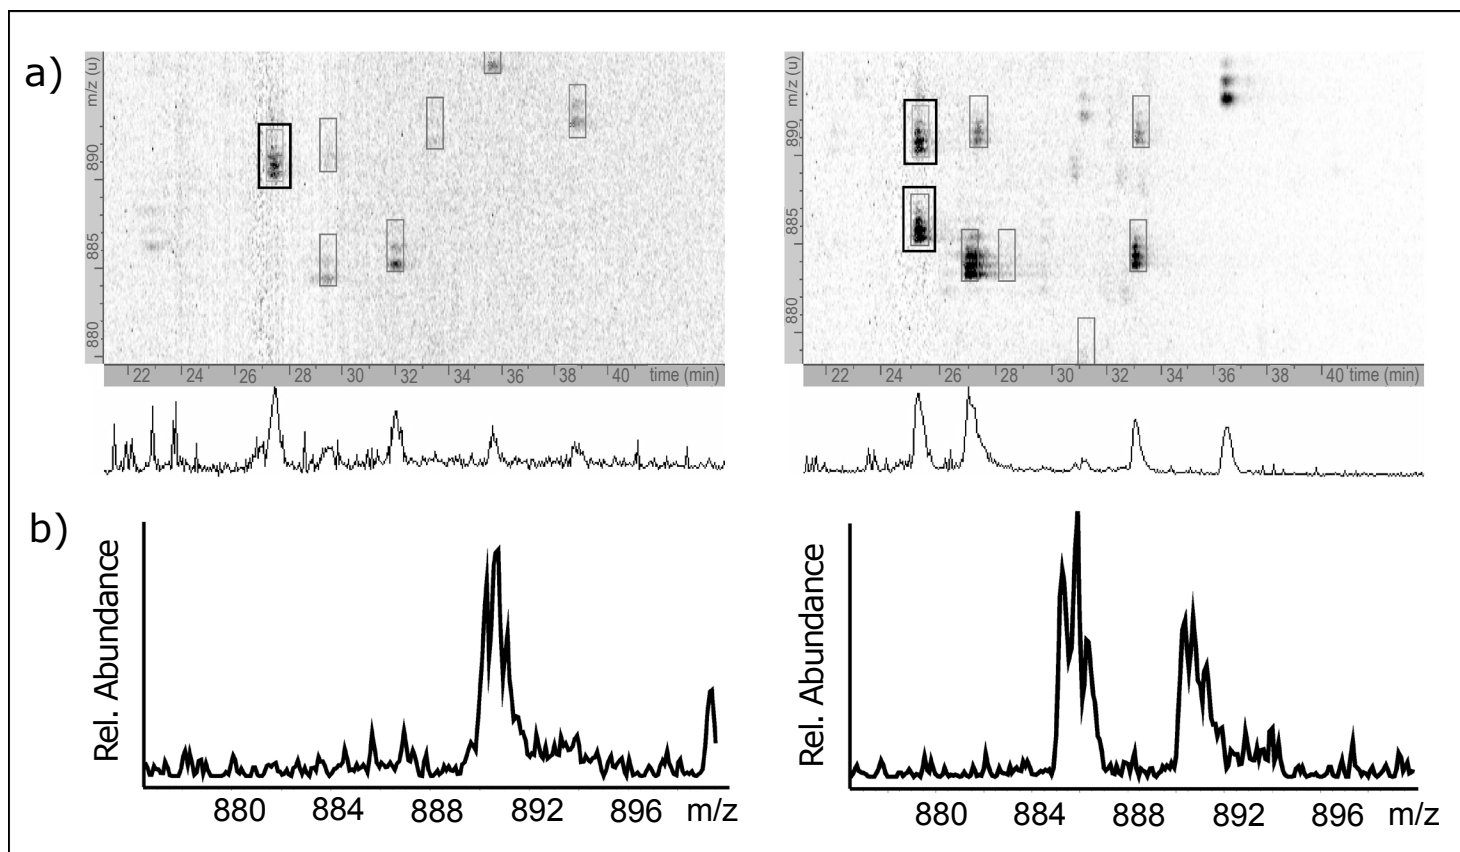 a)
m/z (u)
890
885
880
22 24 26 28 30 32 34 36 38 40 time (min)
m/z (u)
890
885
880
22 24 26 28 30 32 34 36 38 40 time (min)
b)
Rel. Abundance
880 884 888 892 896 m/z
Rel. Abundance
880 884 888 892 896 m/z